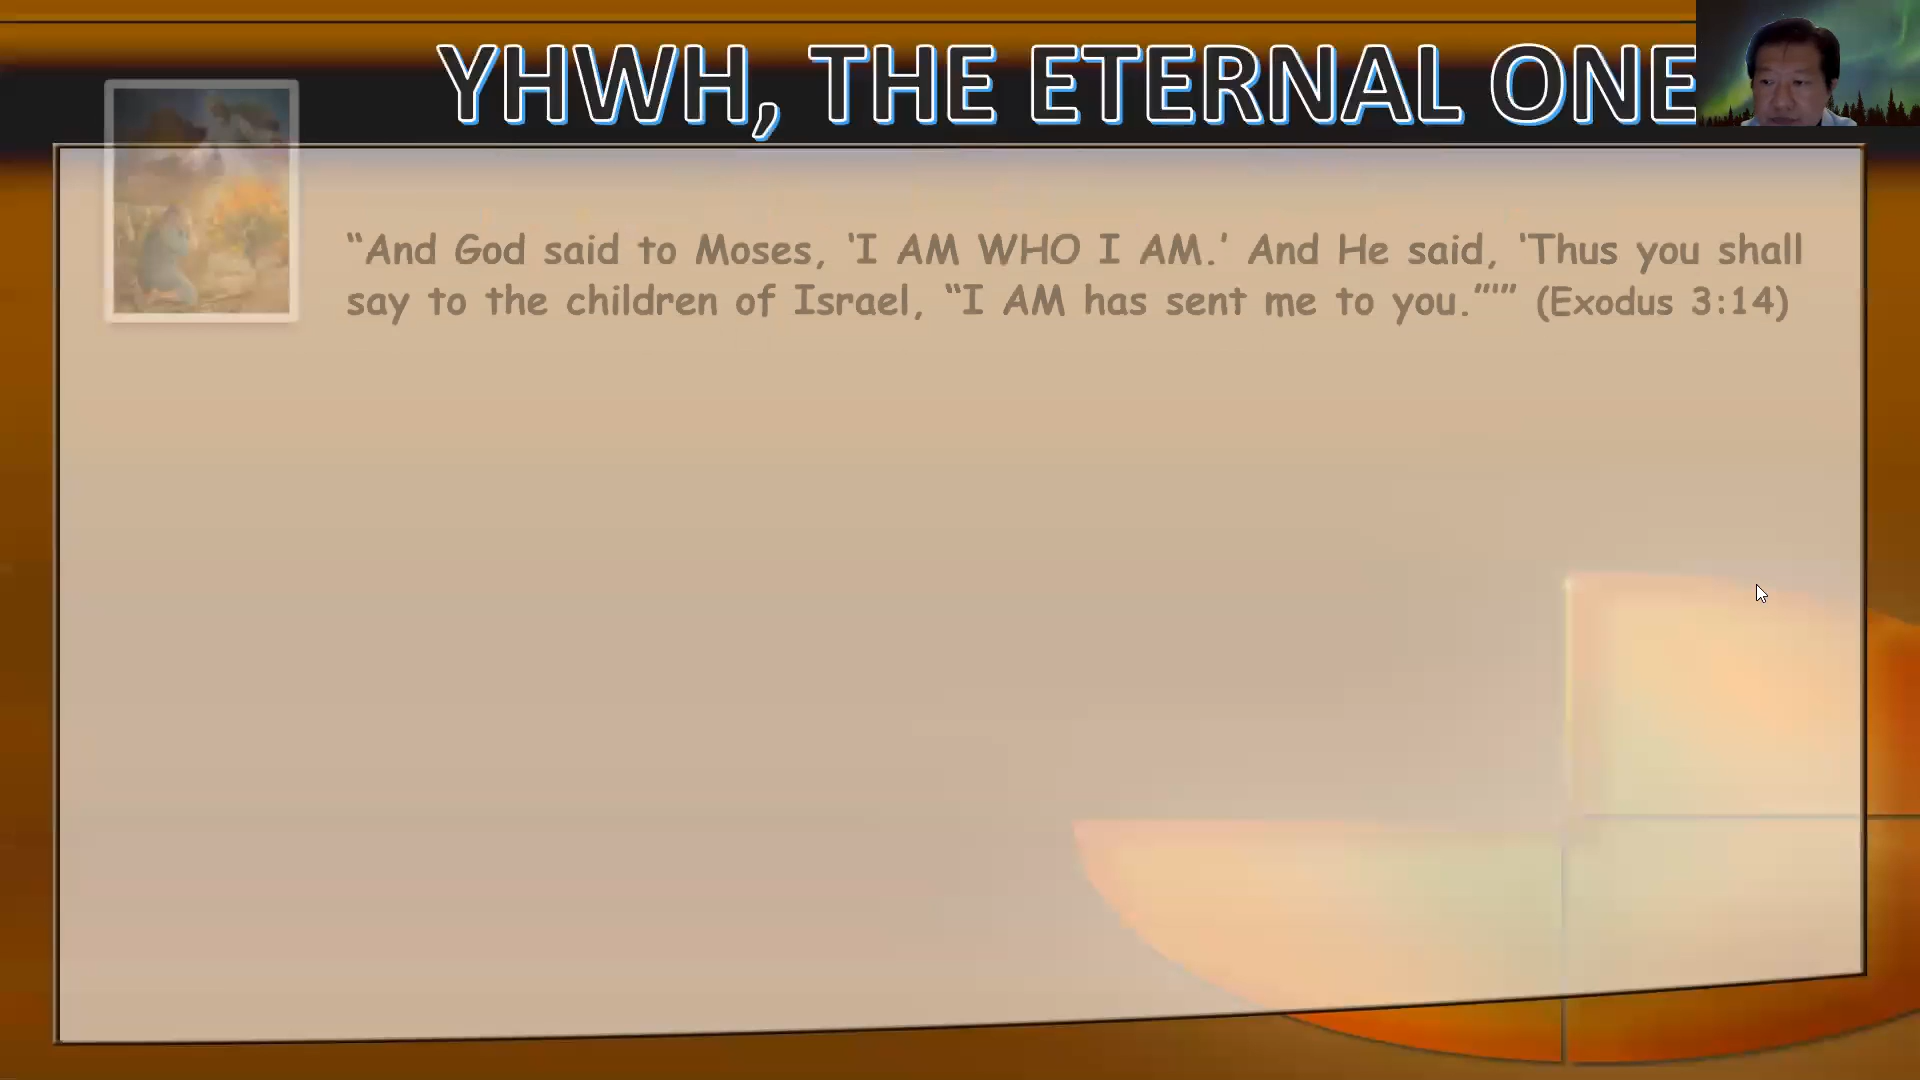 YHWH, THE ETERNAL ONE
“And God said to Moses, ‘I AM WHO I AM.’ And He said, ‘Thus you shall
say to the children of Israel, “I AM has sent me to you.”’” (Exodus 3:14)